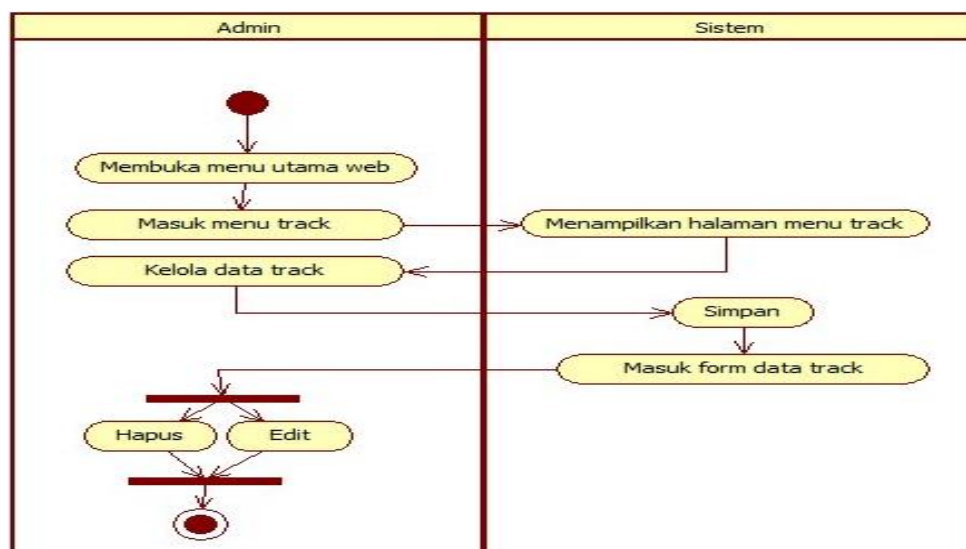 Admin
Sistem
Membuka menu utama web
Masuk menu track
Menampilkan halaman menu track
Kelola data track
Simpan
Masuk form data track
Hapus
Edit